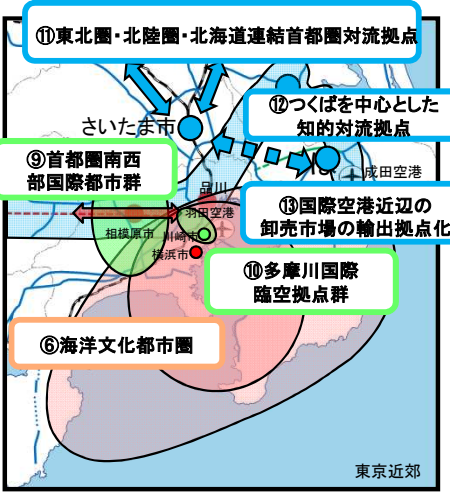 ⑪東北圏・北陸圏・北海道連結首都圏対流拠点
さいたま市
⑫つくばを中心とした
知的対流拠点
⑨首都圏南西
部国際都市群
成田空港
品川
⑬国際空港近辺の
卸売市場の輸出拠点化
羽田空港
相模原市
川崎市
横浜市
⑩多摩川国際
臨空拠点群
⑥海洋文化都市圏
東京近郊